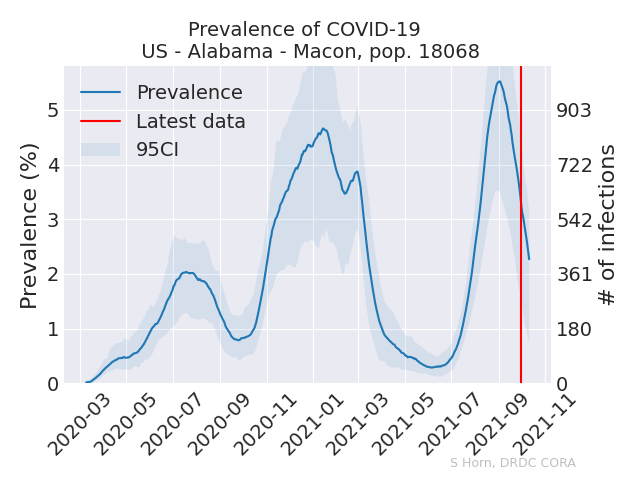 Prevalence of COVID-19
US - Alabama - Macon, pop. 18068
Prevalence
Latest data
95CI
Prevalence (%)
5
4
3
2
1
0
903
722
542
361
180
0
# of infections
2020-03
2020-05
2020-07
2020-09
2020-11
2021-01
2021-03
2021-05
2021-07
2021-09
2021-11
S Horn, DRDC CORA